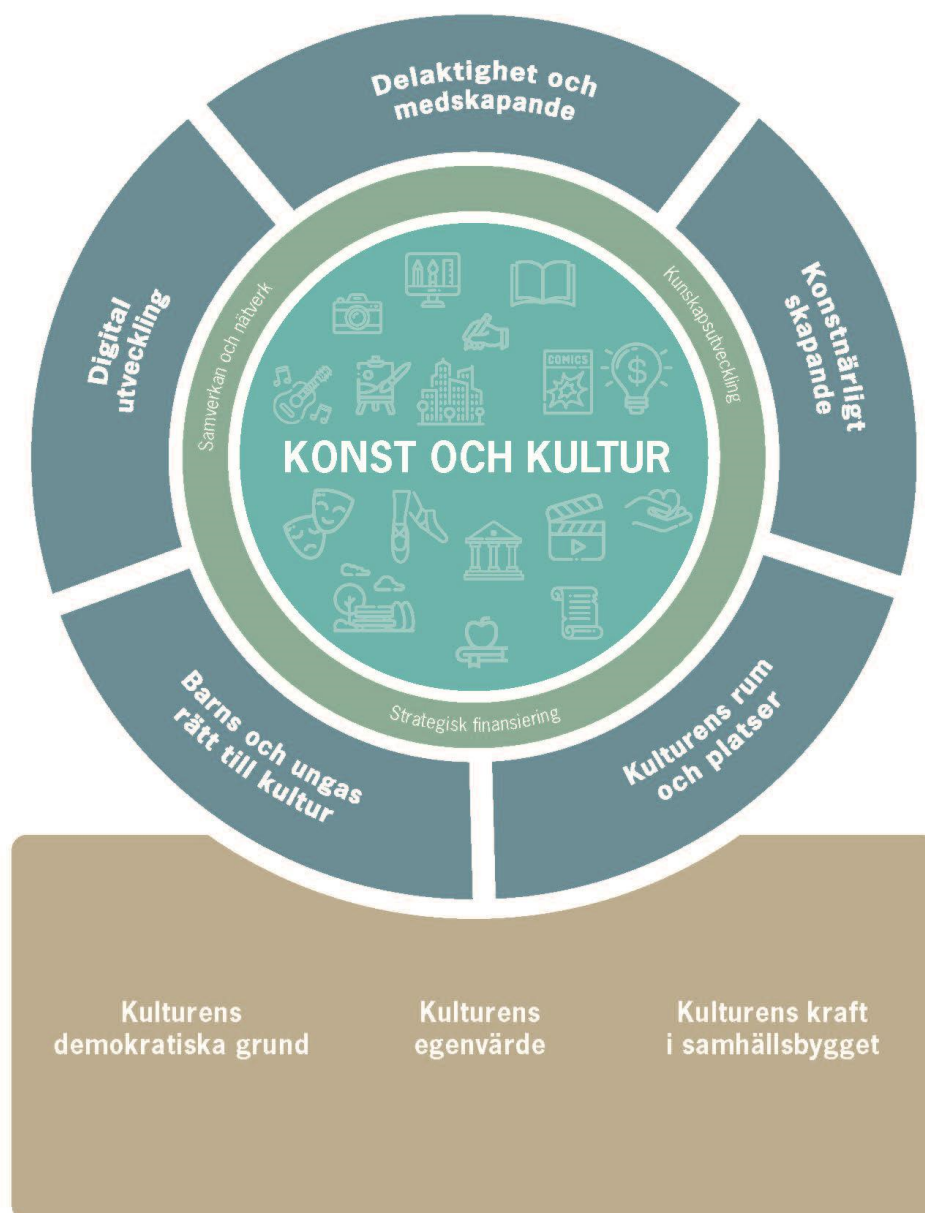 Delaktighet och
medskapande
Digital
utveckling
Konstnärligt
skapande
Samverkan och nätverk
Kunskapsutveckling
COMICS
$
KONST OCH KULTUR
Strategisk finansiering
Barns och ungas
rätt till kultur
Kulturens rum
och platser
Kulturens
demokratiska grund
Kulturens
egenvärde
Kulturens kraft
i samhällsbygget